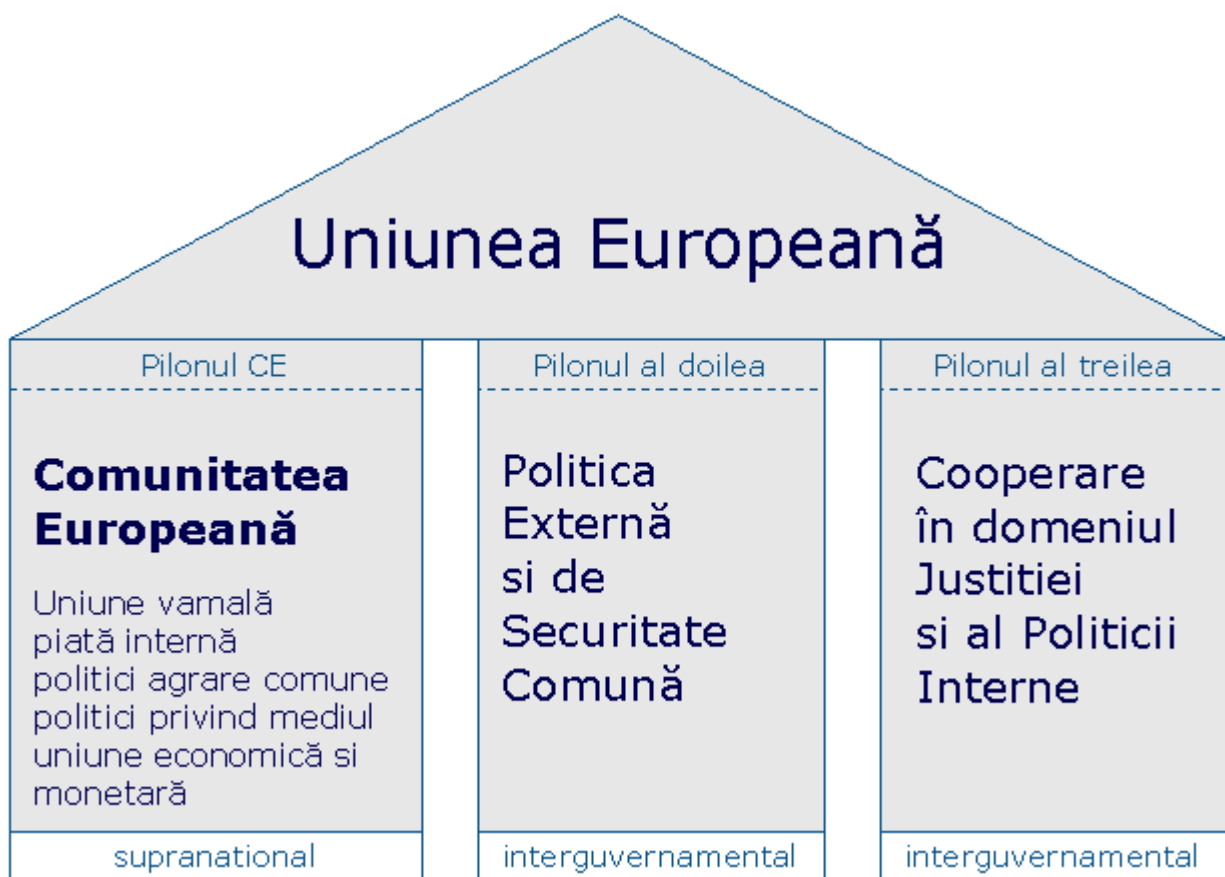 Uniunea Europeană
Pilonul CE
Comunitatea
Europeană
Uniune vamală
piată internă
politici agrare comune
politici privind mediul
uniune economică si
monetară
supranational
Pilonul al doilea
Politica
Externă
si de
Securitate
Comună
interguvernamental
Pilonul al treilea
Cooperare
în domeniul
Justitiei
si al Politicii
Interne
interguvernamental